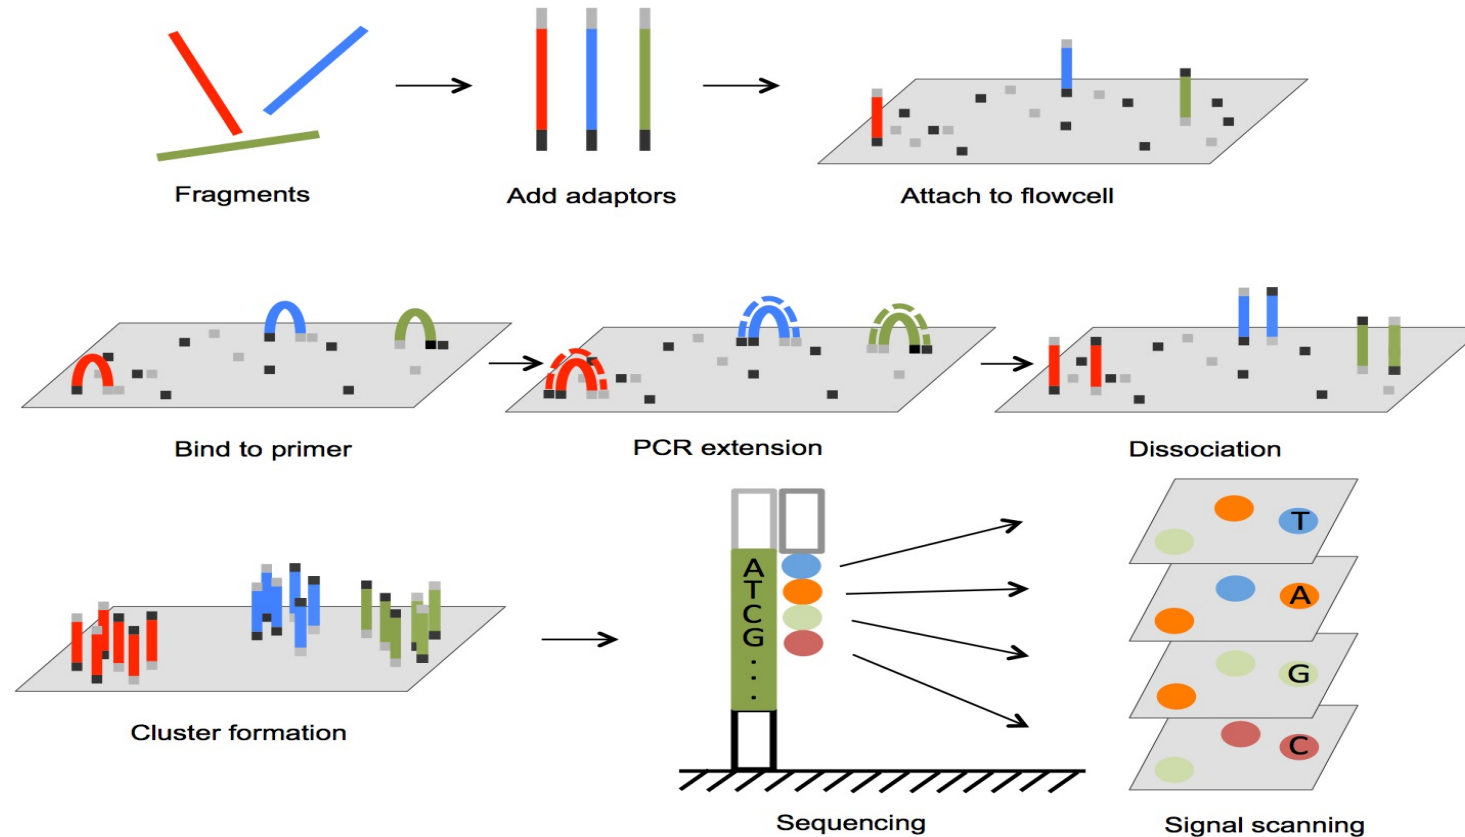 Fragments
Add adaptors
Attach to flowcell
Bind to primer
PCR extension
Dissociation
Cluster formation
A
T
C
G
.
.
.
Sequencing
T
A
G
C
Signal scanning